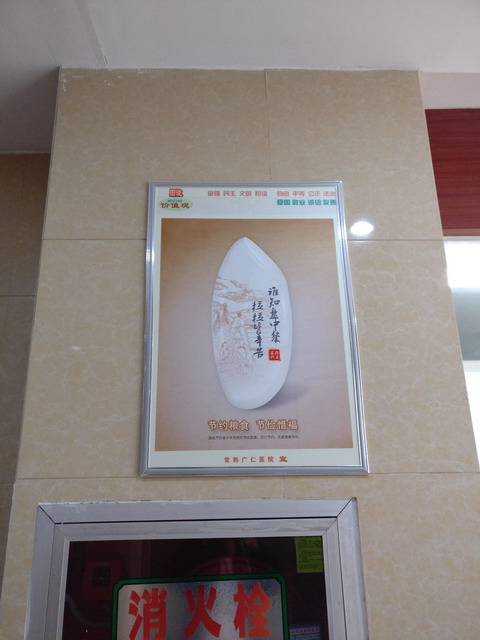 价值观
富强 民主 文明 和谐 自由 平等 公正 法治
爱国 敬业 诚信 友善
谁知盘中餐
粒粒皆辛苦
节约粮食 节俭惜福
常熟广仁医院 宣
消火栓